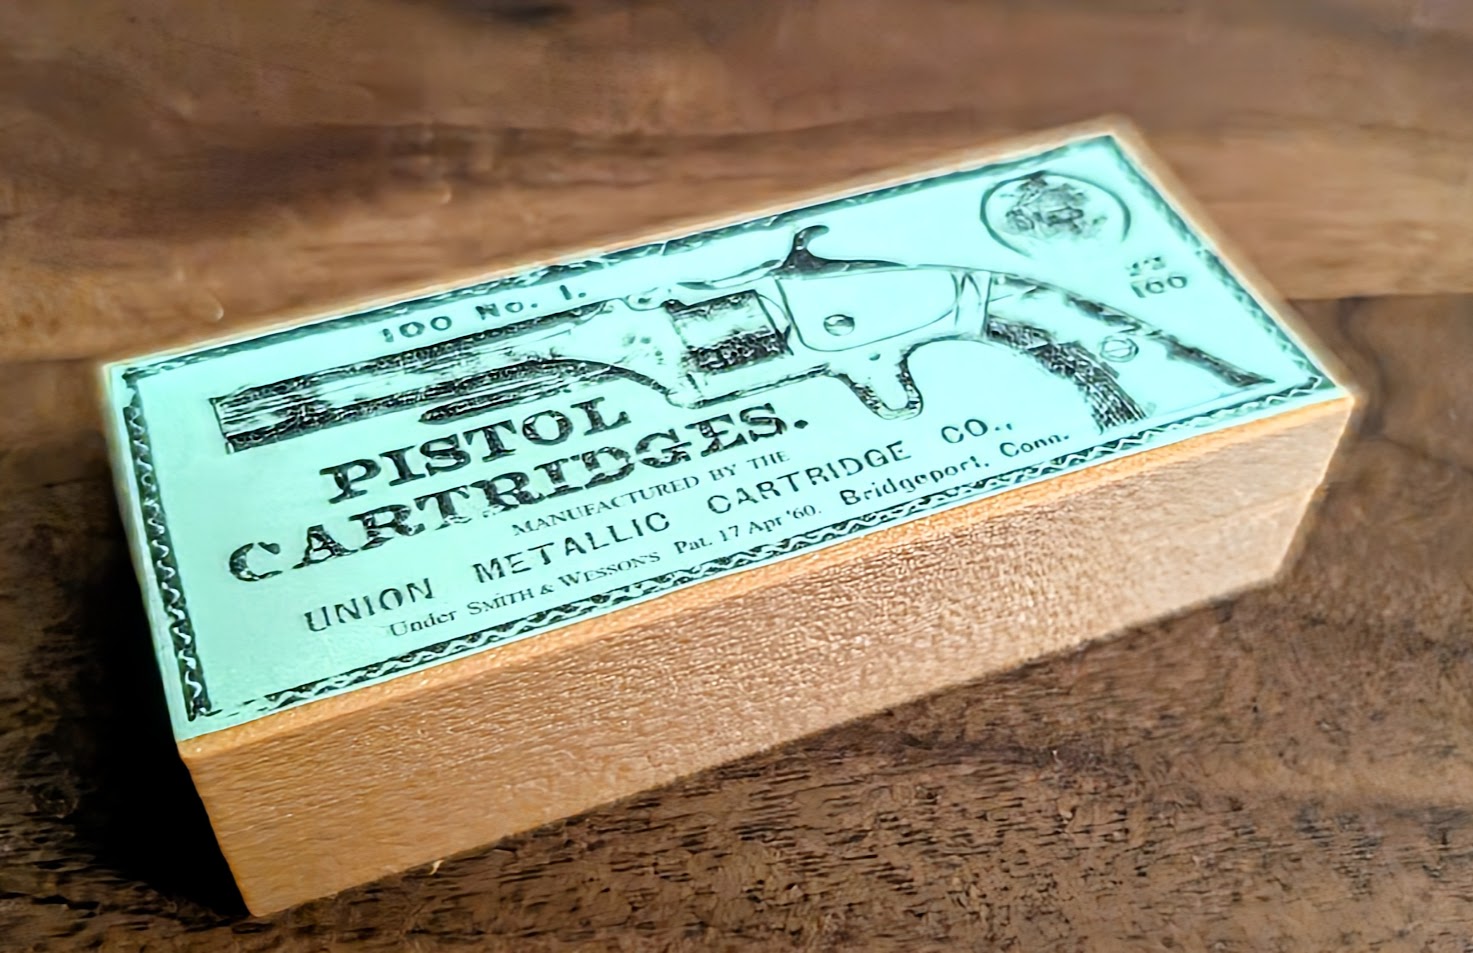 100 No. 1.
22
100
PISTOL
CARTRIDGES.
MANUFACTURED BY THE
UNION METALLIC CARTRIDGE CO.,
Bridgeport, Conn.
Under SMITH & WESSON'S Pat. 17 Apr '60.